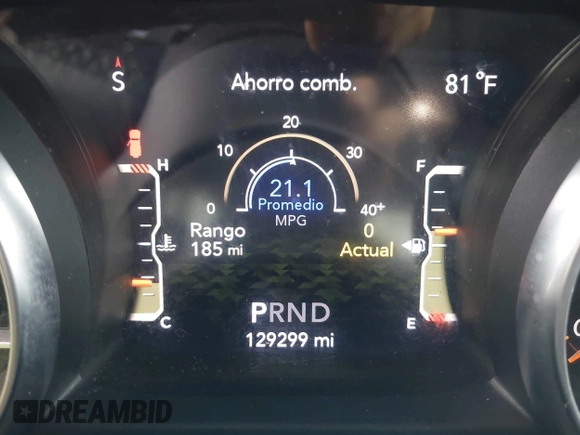 S
Ahorro comb.
81°F
20
10
30
H
F
21.1
Promedio
0
40+
MPG
Rango
0
185 mi
Actual
C
E
PRND
129299 mi
DREAMBID